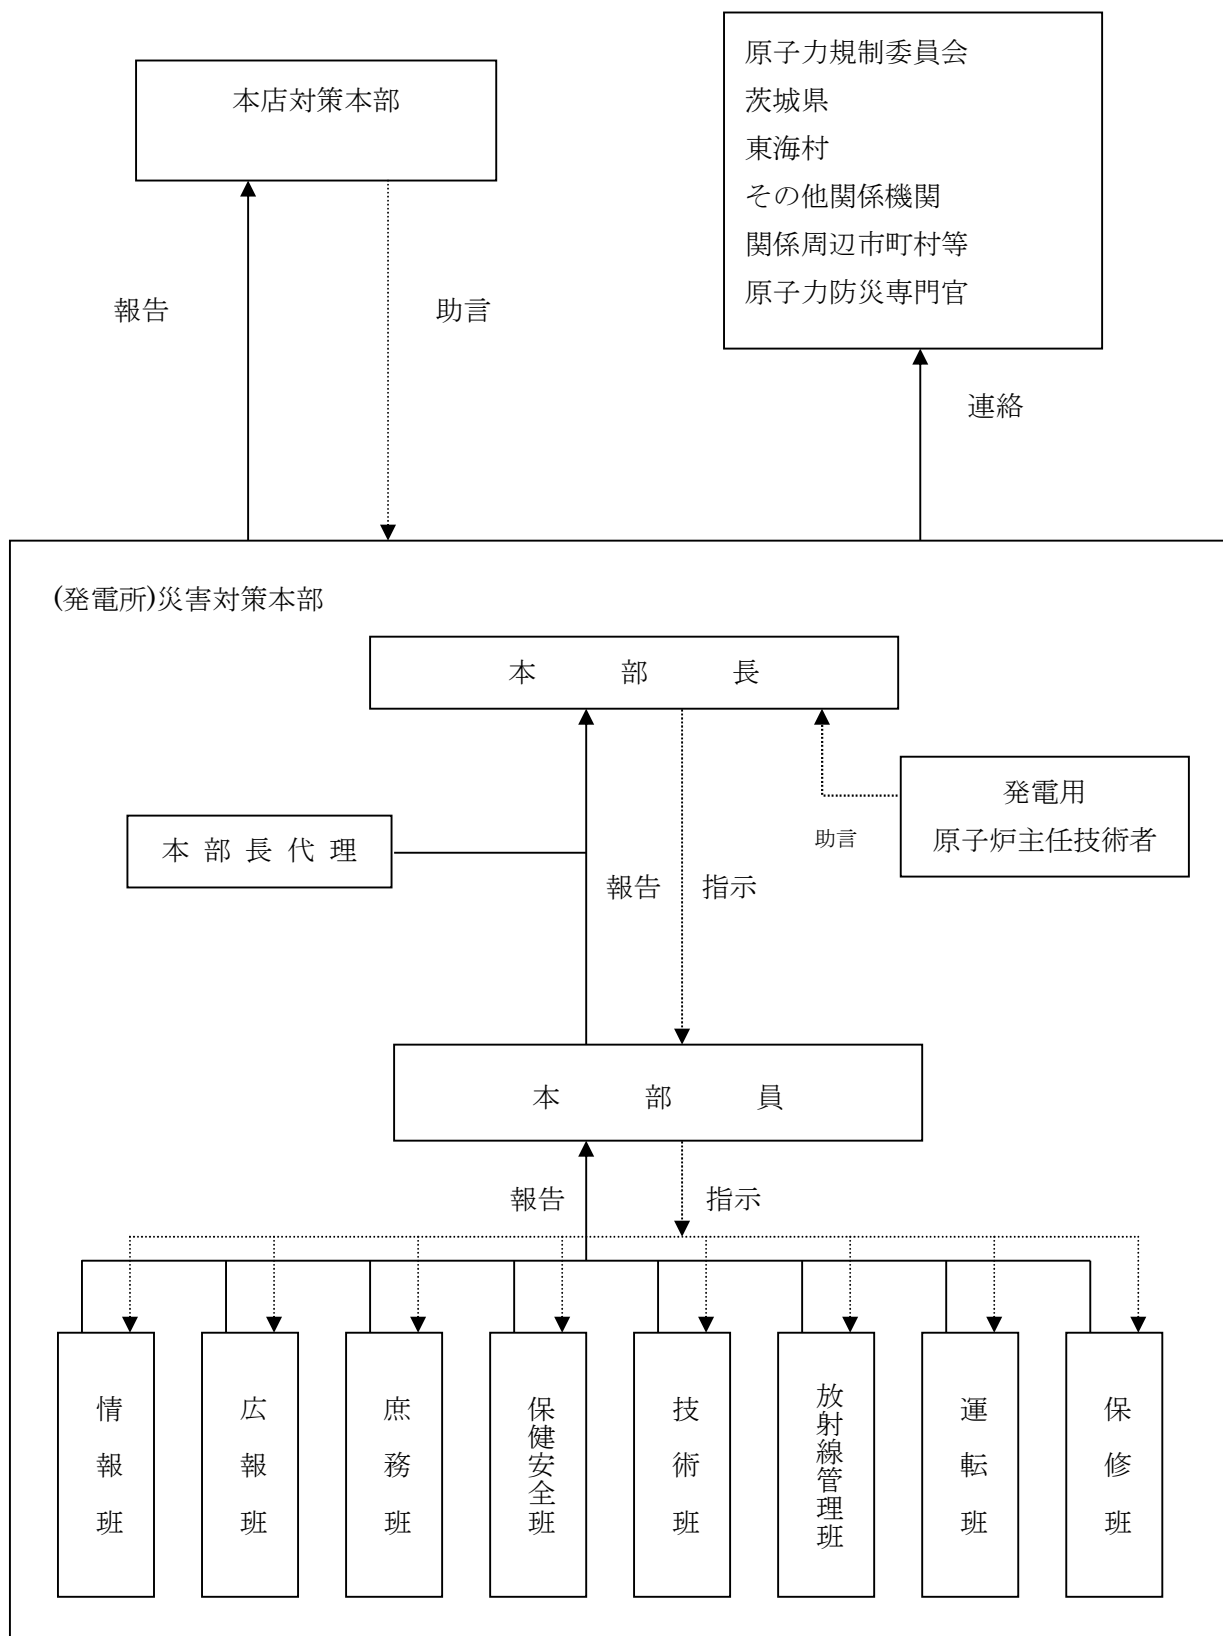 本店対策本部
原子力規制委員会
茨城県
東海村
その他関係機関
関係周辺市町村等
原子力防災専門官
報告
助言
連絡
(発電所)災害対策本部
本部長
発電用
原子炉主任技術者
助言
本部長代理
報告
指示
本部員
報告
指示
情報班
広報班
庶務班
保健安全班
技術班
放射線管理班
運転班
保修班